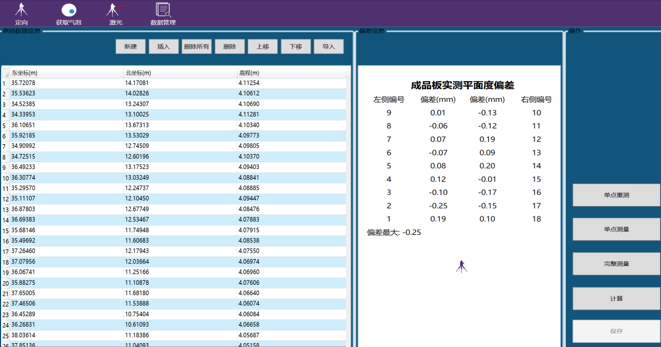 定向 获取气泡 激光 数据管理
原始数据信息 偏差信息 操作
新建 插入 删除所有 删除 上移 下移 导入
东坐标(m) 北坐标(m) 高程(m)
1 35.72078 14.17081 4.11254
2 35.53623 14.02826 4.10612
3 34.52385 13.24307 4.10690
4 34.33953 13.10025 4.11281
5 36.10651 13.67313 4.10340
6 35.92185 13.53029 4.09773
7 34.90992 12.74509 4.09805
8 34.72515 12.60196 4.10370
9 36.49233 13.17523 4.09403
10 36.30774 13.03249 4.08841
11 35.29570 12.24737 4.08885
12 35.11107 12.10450 4.09447
13 36.87803 12.67749 4.08476
14 36.69383 12.53467 4.07883
15 35.68146 11.74948 4.07915
16 35.49692 11.60683 4.08538
17 37.26460 12.17943 4.07550
18 37.07956 12.03664 4.06974
19 36.06741 11.25166 4.06960
20 35.88275 11.10878 4.07606
21 37.65005 11.68180 4.06640
22 37.46506 11.53888 4.06074
23 36.45289 10.75404 4.06084
24 36.26831 10.61093 4.06658
25 38.03614 11.18386 4.05687
37.85136 11.04093 4.05158
成品板实测平面度偏差
左侧编号 偏差(mm) 偏差(mm) 右侧编号
9 0.01 -0.13 10
8 -0.06 -0.12 11
7 0.07 0.19 12
6 -0.07 0.09 13
5 0.08 0.20 14
4 0.12 -0.01 15
3 -0.10 -0.17 16
2 -0.25 -0.15 17
1 0.19 0.10 18
偏差最大: -0.25
单点重测
单点测量
完整测量
计算
保存